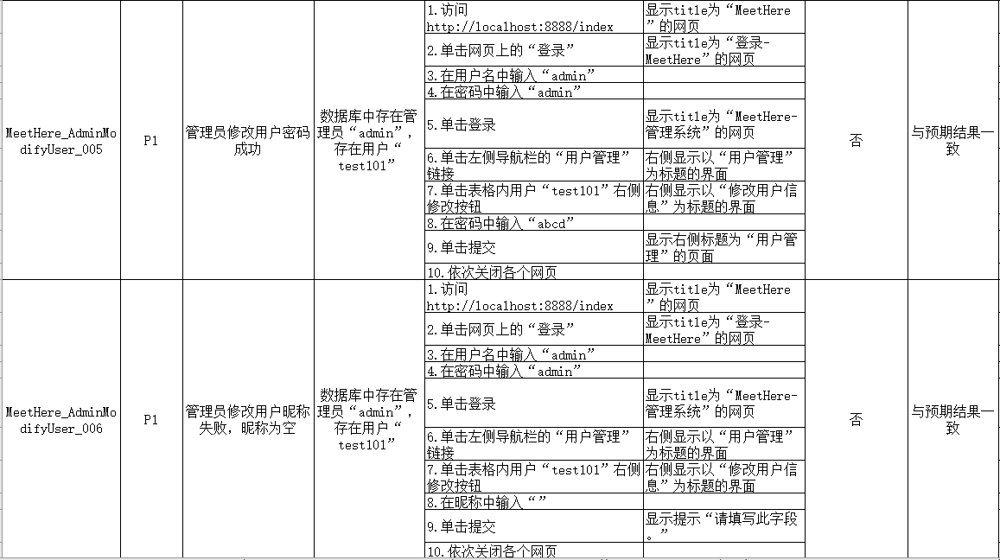 MeetHere_AdminMo
difyUser_005
P1
管理员修改用户密码
成功
数据库中存在管
理员“admin”，
存在用户“
test101”
1.访问
http://localhost:8888/index
显示title为“MeetHere
”的网页
2.单击网页上的“登录”
显示title为“登录-
MeetHere”的网页
3.在用户名中输入“admin”
4.在密码中输入“admin”
5.单击登录
显示title为“MeetHere-
管理系统”的网页
6.单击左侧导航栏的“用户管理”
链接
右侧显示以“用户管理”
为标题的界面
7.单击表格内用户“test101”右侧
修改按钮
右侧显示以“修改用户信
息”为标题的界面
8.在密码中输入“abcd”
9.单击提交
显示右侧标题为“用户管
理”的页面
10.依次关闭各个网页
否
与预期结果一
致
MeetHere_AdminMo
difyUser_006
P1
管理员修改用户昵称
失败，昵称为空
数据库中存在管
理员“admin”，
存在用户“
test101”
1.访问
http://localhost:8888/index
显示title为“MeetHere
”的网页
2.单击网页上的“登录”
显示title为“登录-
MeetHere”的网页
3.在用户名中输入“admin”
4.在密码中输入“admin”
5.单击登录
显示title为“MeetHere-
管理系统”的网页
6.单击左侧导航栏的“用户管理”
链接
右侧显示以“用户管理”
为标题的界面
7.单击表格内用户“test101”右侧
修改按钮
右侧显示以“修改用户信
息”为标题的界面
8.在昵称中输入“”
9.单击提交
显示提示“请填写此字段
。”
10.依次关闭各个网页
否
与预期结果一
致